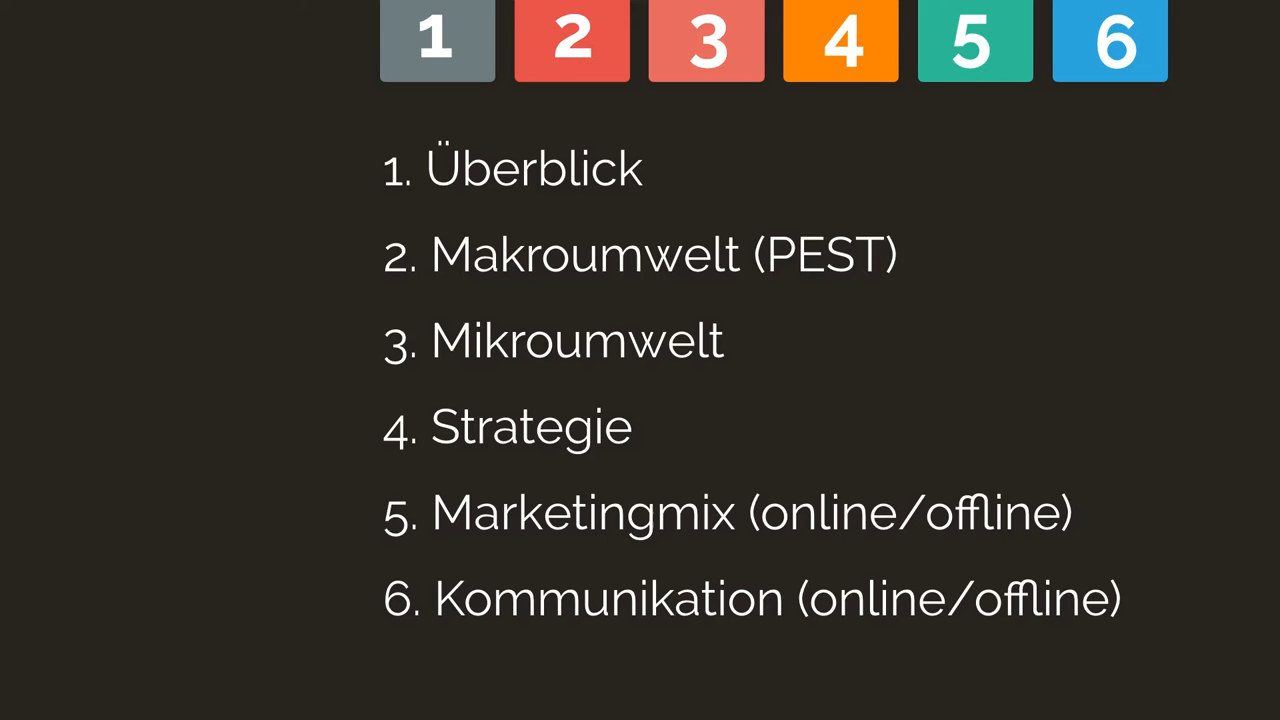 1 2 3 4 5 6
1. Überblick
2. Makroumwelt (PEST)
3. Mikroumwelt
4. Strategie
5. Marketingmix (online/offline)
6. Kommunikation (online/offline)